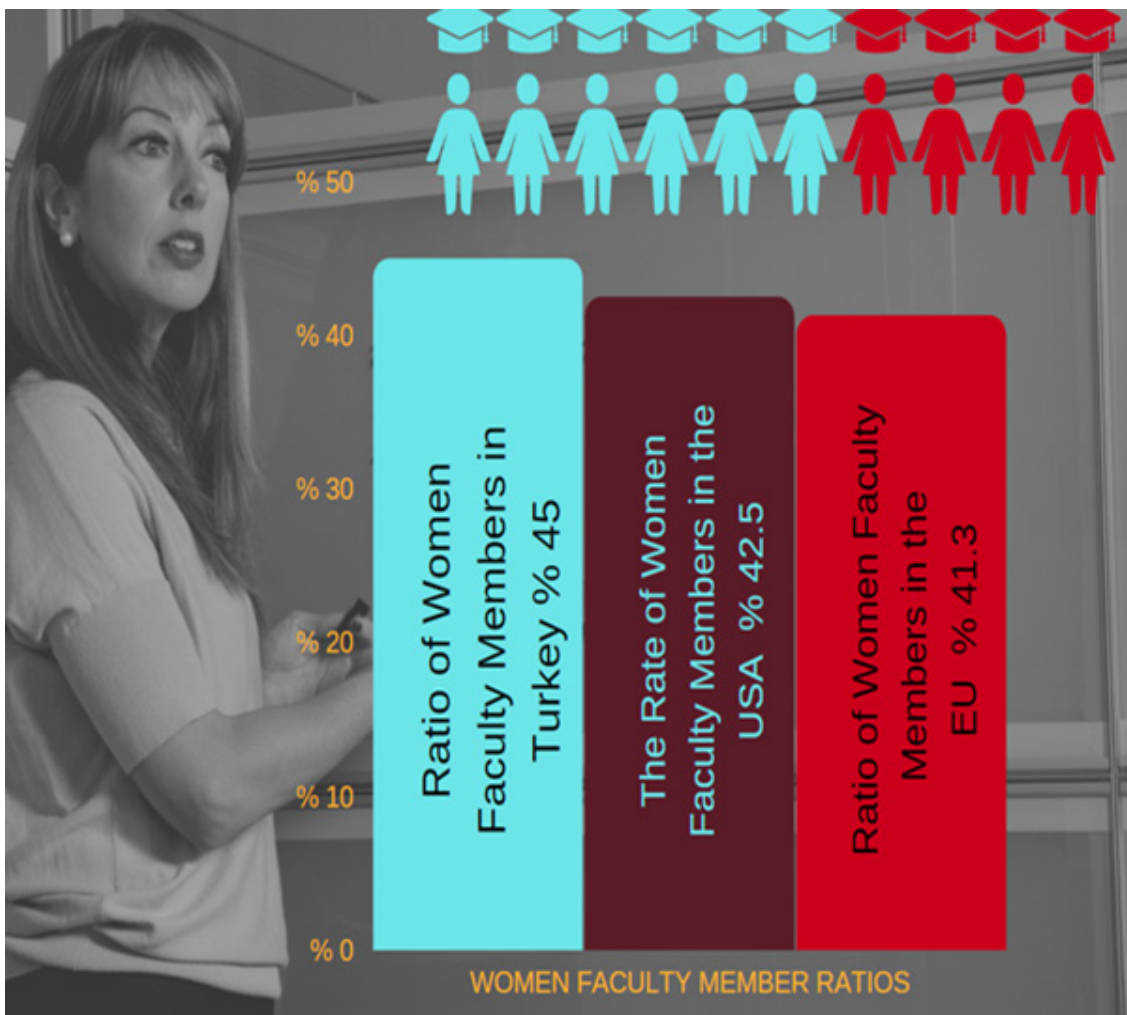 % 50
% 40
% 30
% 20
% 10
% 0
Ratio of Women
Faculty Members in
Turkey % 45
The Rate of Women
Faculty Members in the
USA % 42.5
Ratio of Women Faculty
Members in the
EU % 41.3
WOMEN FACULTY MEMBER RATIOS